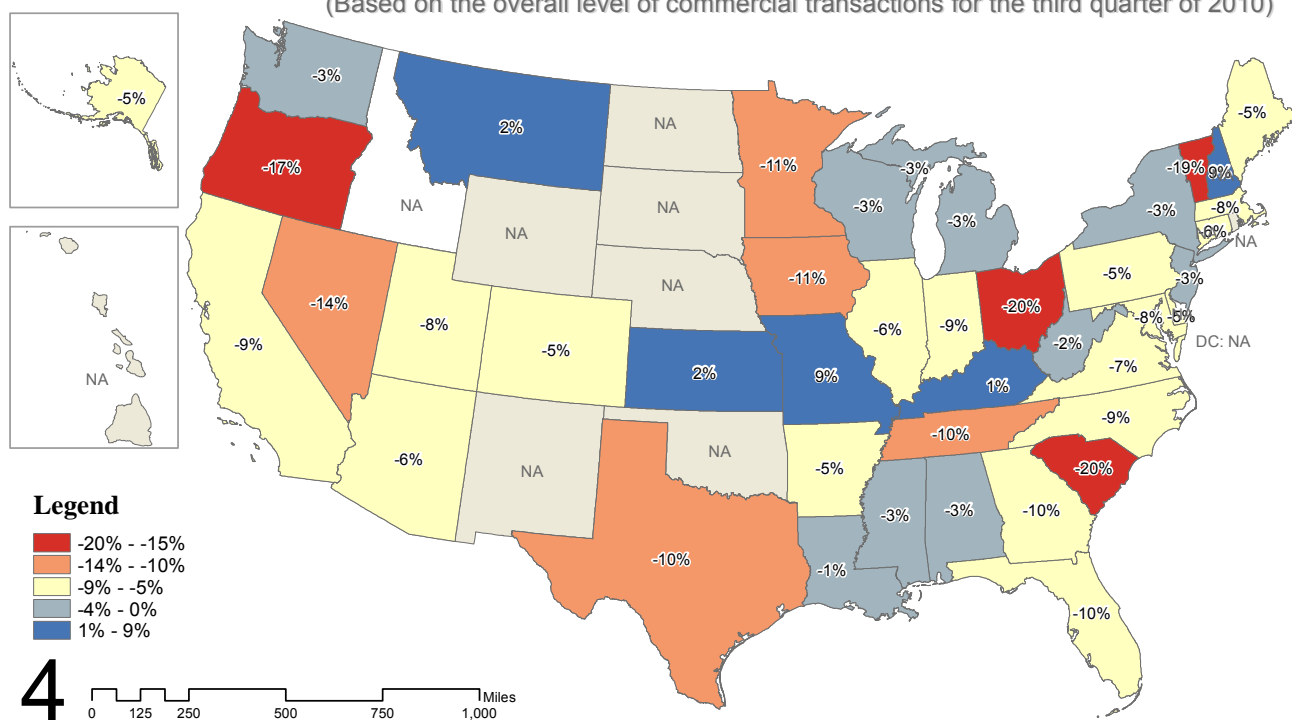 (Based on the overall level of commercial transactions for the third quarter of 2010)
-5%
-3%
2%
NA
-11%
-3%
-5%
-17%
NA
NA
NA
-3%
-3%
-19%
9%
-3%
-8%
-6%
NA
-14%
-8%
NA
-11%
-5%
-3%
-9%
-5%
-6%
-9%
-20%
-2%
-8%
-5%
DC: NA
NA
2%
9%
1%
-7%
-6%
NA
NA
-5%
-10%
-9%
-20%
-10%
-1%
-3%
-3%
-10%
-10%
Legend
-20% - -15%
-14% - -10%
-9% - -5%
-4% - 0%
1% - 9%
4
Miles
0 125 250 500 750 1,000